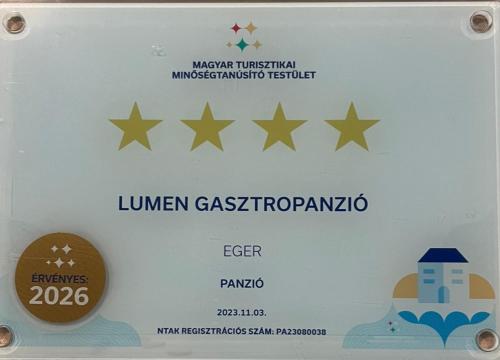 MAGYAR TURISZTIKAI
MINŐSÉGTANÚSÍTÓ TESTÜLET
LUMEN GASZTROPANZIÓ
EGER
PANZIÓ
2023.11.03.
NTAK REGISZTRÁCIÓS SZÁM: PA23080038
ÉRVÉNYES:
2026